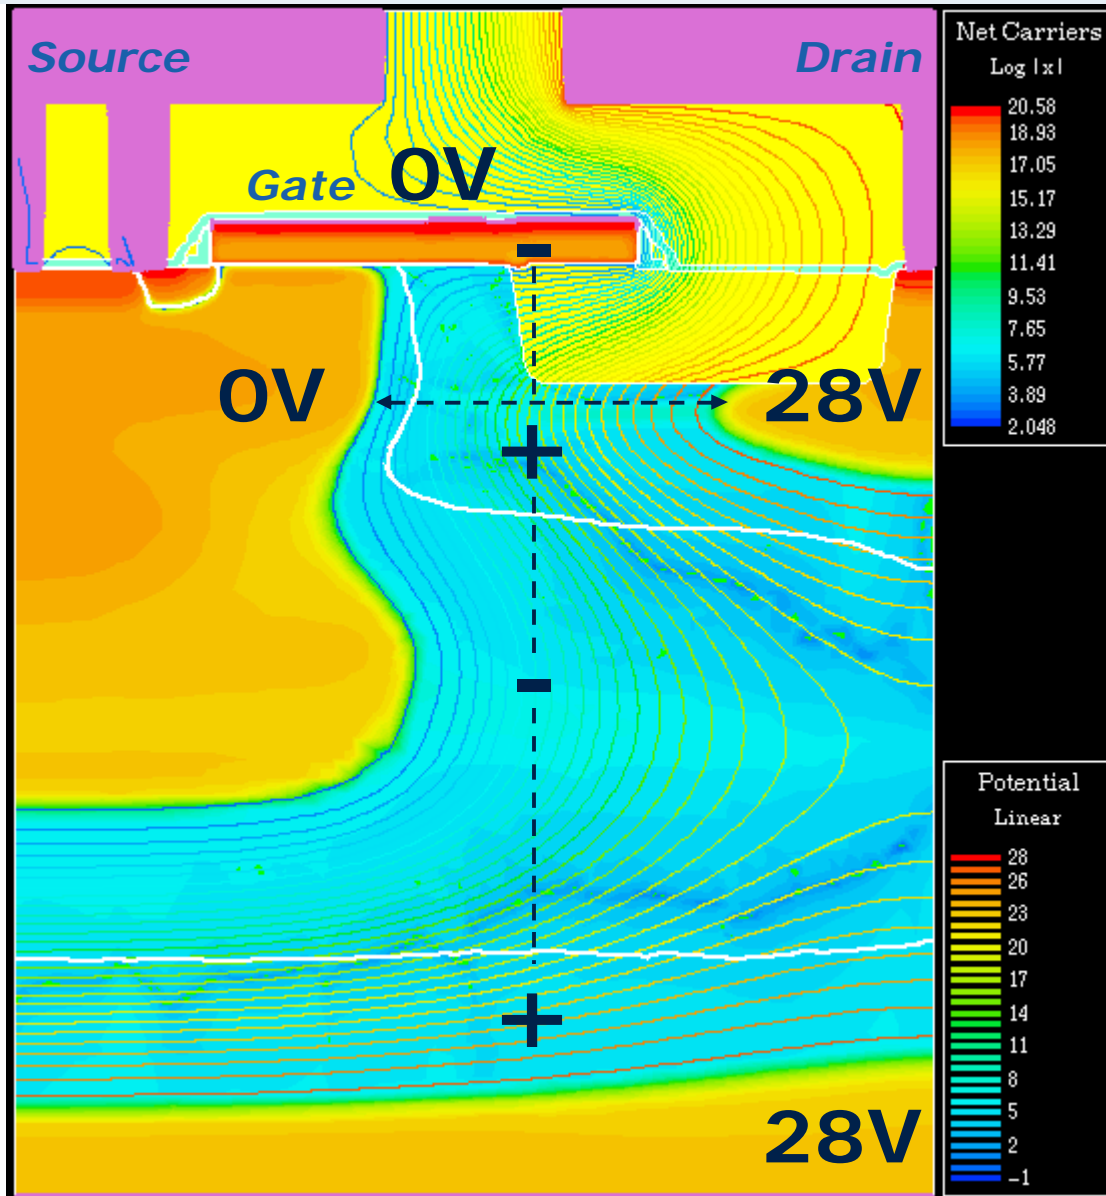 Source
Drain
Gate
0V
-
0V
28V
+
-
+
28V
Net Carriers
Log |x|
20.58
18.93
17.05
15.17
13.29
11.41
9.53
7.65
5.77
3.89
2.048
Potential
Linear
28
26
23
20
17
14
11
8
5
2
-1